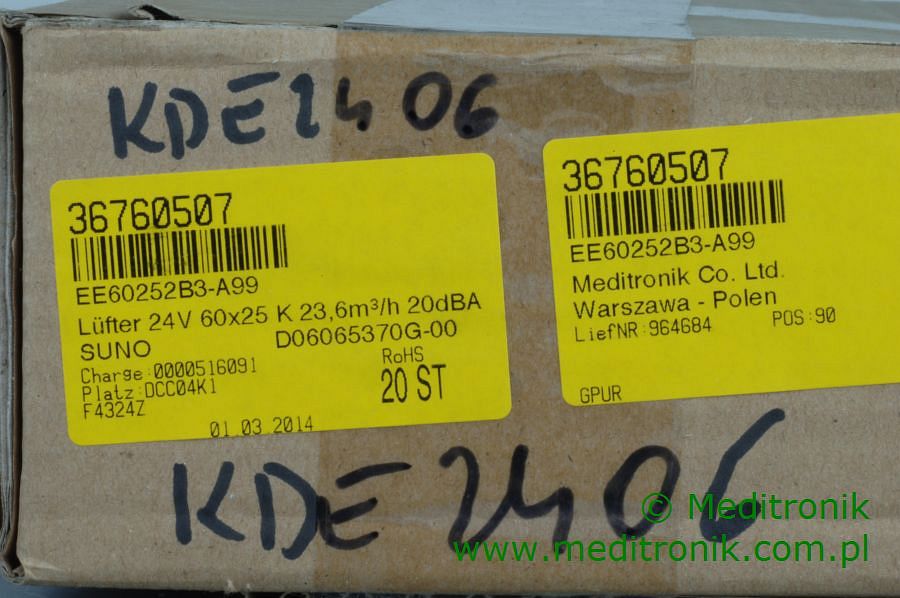 KDE2406
36760507
EE60252B3-A99
Lüfter 24V 60x25 K 23,6m³/h 20dBA
SUNO D06065370G-00
Charge:0000516091 RoHS
Platz:DCC04K1 20 ST
F4324Z
01.03.2014
36760507
EE60252B3-A99
Meditronik Co. Ltd.
Warszawa - Polen
LiefNR:964684 POS:90
GPUR
KDE2406
© Meditronik
www.meditronik.com.pl